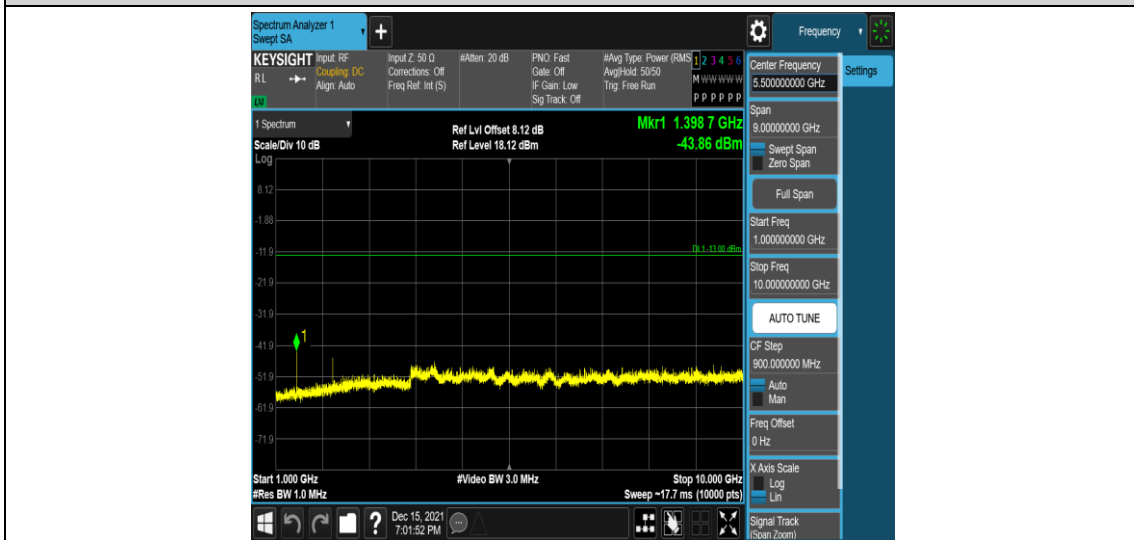 Spectrum Analyzer 1
Swept SA
+
Frequency
KEYSIGHT
RL
LXI
Input: RF
Coupling: DC
Align: Auto
Input Z: 50 Ω
Corrections: Off
Freq Ref: Int (S)
#Atten: 20 dB
PNO: Fast
Gate: Off
IF Gain: Low
Sig Track: Off
#Avg Type: Power (RMS
Avg|Hold: 50/50
Trig: Free Run
1 2 3 4 5 6
M W W W W W
P P P P P P
Center Frequency
5.500000000 GHz
Settings
1 Spectrum
Scale/Div 10 dB
Ref Lvl Offset 8.12 dB
Ref Level 18.12 dBm
Mkr1 1.398 7 GHz
-43.86 dBm
Log
8.12
-1.88
-11.9
-21.9
-31.9
-41.9
-51.9
-61.9
-71.9
DL1 -13.00 dBm
1
Start 1.000 GHz
#Res BW 1.0 MHz
#Video BW 3.0 MHz
Stop 10.000 GHz
Sweep ~17.7 ms (10000 pts)
Span
9.00000000 GHz
Swept Span
Zero Span
Full Span
Start Freq
1.000000000 GHz
Stop Freq
10.000000000 GHz
AUTO TUNE
CF Step
900.000000 MHz
Auto
Man
Freq Offset
0 Hz
X Axis Scale
Log
Lin
Signal Track
(Span Zoom)
?
Dec 15, 2021
7:01:52 PM